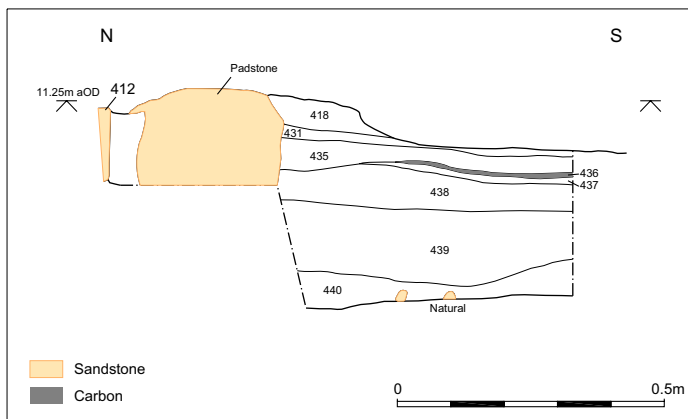 N
S
Padstone
11.25m aOD
412
418
431
435
436
437
438
439
440
Natural
Sandstone
Carbon
0
0.5m